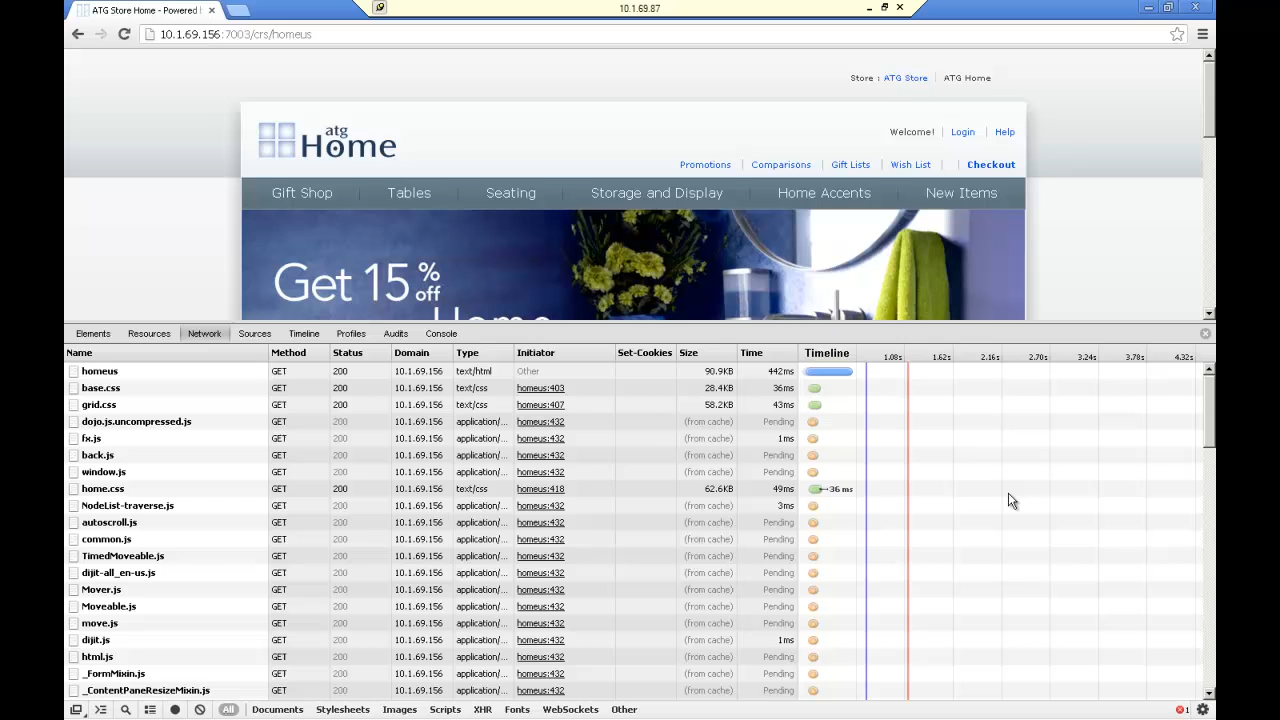 ATG Store Home - Powered
10.1.69.87
10.1.69.156:7003/crs/homeus
Store : ATG Store ATG Home
atg
Home
Welcome! Login Help
Promotions Comparisons Gift Lists Wish List Checkout
Gift Shop Tables Seating Storage and Display Home Accents New Items
Get 15 % off
Home
Elements Resources Network Sources Timeline Profiles Audits Console
Name Method Status Domain Type Initiator Set-Cookies Size Time Timeline 1.08s 1.62s 2.16s 2.70s 3.24s 3.78s 4.32s
homeus GET 200 10.1.69.156 text/html Other 90.9KB 442ms
base.css GET 200 10.1.69.156 text/css homeus:403 28.4KB 36ms
grid.css GET 200 10.1.69.156 text/css homeus:407 58.2KB 43ms
dojo.js.uncompressed.js GET 200 10.1.69.156 application/... homeus:432 (from cache) Pending
fx.js GET 200 10.1.69.156 application/... homeus:432 (from cache) 1ms
back.js GET 200 10.1.69.156 application/... homeus:432 (from cache) Pending
window.js GET 200 10.1.69.156 application/... homeus:432 (from cache) Pending
home.css GET 200 10.1.69.156 text/css homeus:418 62.6KB 49ms 36 ms
NodeList-traverse.js GET 200 10.1.69.156 application/... homeus:432 (from cache) 3ms
autoscroll.js GET 200 10.1.69.156 application/... homeus:432 (from cache) Pending
common.js GET 200 10.1.69.156 application/... homeus:432 (from cache) Pending
TimedMoveable.js GET 200 10.1.69.156 application/... homeus:432 (from cache) Pending
dijit-all_en-us.js GET 200 10.1.69.156 application/... homeus:432 (from cache) Pending
Mover.js GET 200 10.1.69.156 application/... homeus:432 (from cache) Pending
Moveable.js GET 200 10.1.69.156 application/... homeus:432 (from cache) Pending
move.js GET 200 10.1.69.156 application/... homeus:432 (from cache) Pending
dijit.js GET 200 10.1.69.156 application/... homeus:432 (from cache) 1ms
html.js GET 200 10.1.69.156 application/... homeus:432 (from cache) Pending
_FormMixin.js GET 200 10.1.69.156 application/... homeus:432 (from cache) Pending
_ContentPaneResizeMixin.js GET 200 10.1.69.156 application/... homeus:432 (from cache) Pending
All Documents Stylesheets Images Scripts XHR Fonts WebSockets Other 1